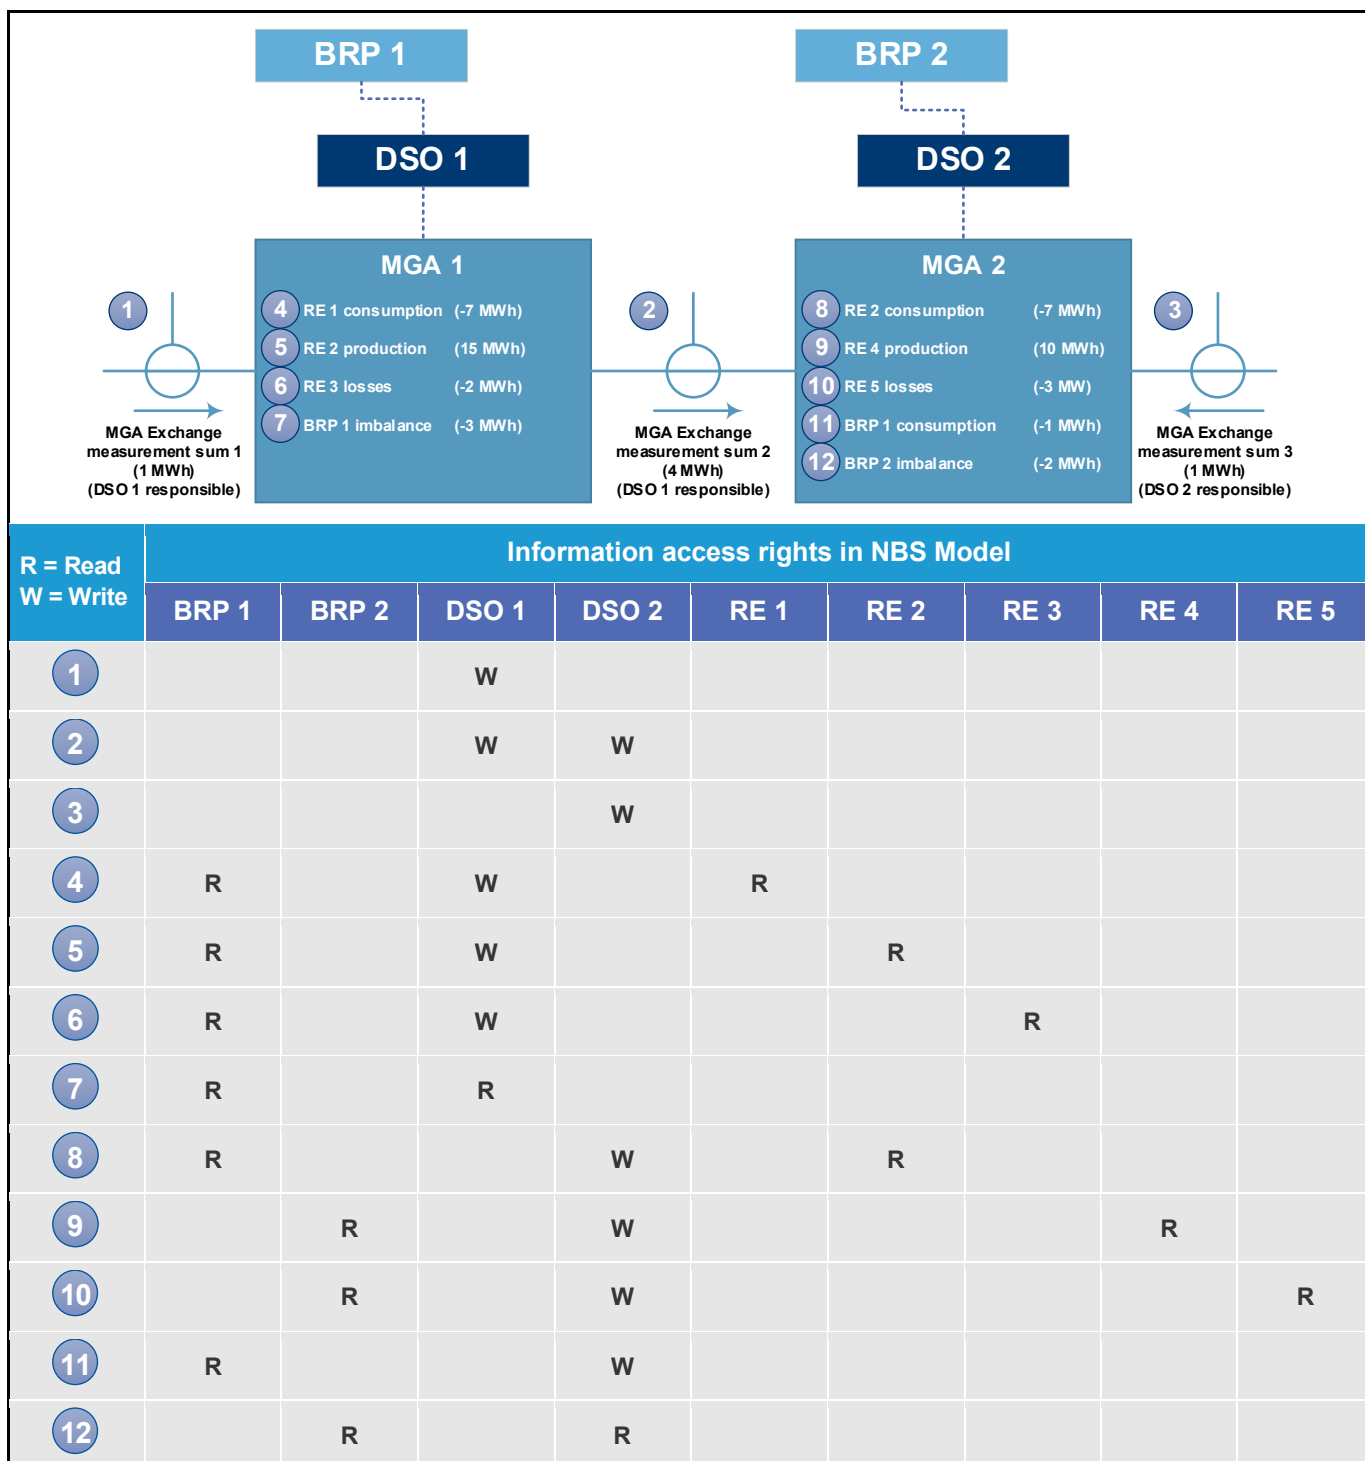 BRP 1
BRP 2
DSO 1
DSO 2
MGA 1
4 RE 1 consumption (-7 MWh)
5 RE 2 production (15 MWh)
6 RE 3 losses (-2 MWh)
7 BRP 1 imbalance (-3 MWh)
MGA 2
8 RE 2 consumption (-7 MWh)
9 RE 4 production (10 MWh)
10 RE 5 losses (-3 MW)
11 BRP 1 consumption (-1 MWh)
12 BRP 2 imbalance (-2 MWh)
1
MGA Exchange
measurement sum 1
(1 MWh)
(DSO 1 responsible)
2
MGA Exchange
measurement sum 2
(4 MWh)
(DSO 1 responsible)
3
MGA Exchange
measurement sum 3
(1 MWh)
(DSO 2 responsible)
R = Read
W = Write
Information access rights in NBS Model
BRP 1 BRP 2 DSO 1 DSO 2 RE 1 RE 2 RE 3 RE 4 RE 5
1 W
2 W W
3 W
4 R W R
5 R W R
6 R W R
7 R R
8 R W R
9 R W R
10 R W R
11 R W
12 R R